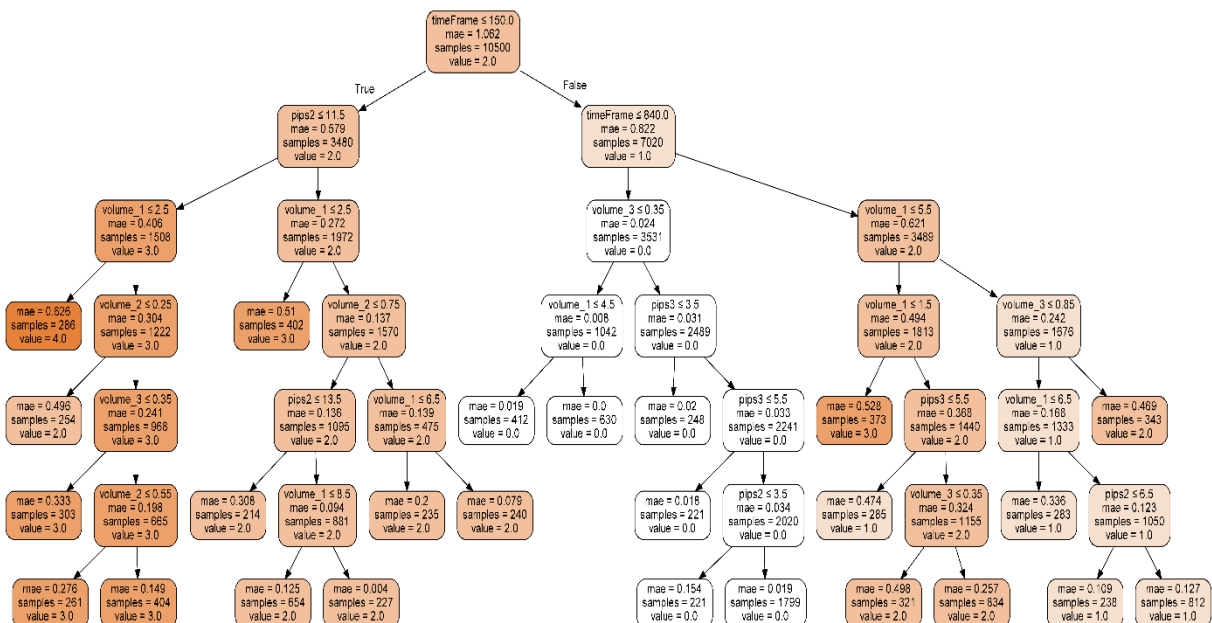 timeFrame ≤ 150.0
mae = 1.062
samples = 10500
value = 2.0
True
False
pips2 ≤ 11.5
mae = 0.579
samples = 3480
value = 2.0
timeFrame ≤ 840.0
mae = 0.822
samples = 7020
value = 1.0
volume_1 ≤ 2.5
mae = 0.406
samples = 1508
value = 3.0
volume_1 ≤ 2.5
mae = 0.272
samples = 1972
value = 2.0
volume_3 ≤ 0.35
mae = 0.024
samples = 3531
value = 0.0
volume_1 ≤ 5.5
mae = 0.621
samples = 3489
value = 2.0
mae = 0.626
samples = 286
value = 4.0
volume_2 ≤ 0.25
mae = 0.304
samples = 1222
value = 3.0
mae = 0.51
samples = 402
value = 3.0
volume_2 ≤ 0.75
mae = 0.137
samples = 1570
value = 2.0
volume_1 ≤ 4.5
mae = 0.008
samples = 1042
value = 0.0
pips3 ≤ 3.5
mae = 0.031
samples = 2489
value = 0.0
volume_1 ≤ 1.5
mae = 0.494
samples = 1813
value = 2.0
volume_3 ≤ 0.85
mae = 0.242
samples = 1676
value = 1.0
mae = 0.496
samples = 254
value = 2.0
volume_3 ≤ 0.35
mae = 0.241
samples = 968
value = 3.0
pips2 ≤ 13.5
mae = 0.136
samples = 1095
value = 2.0
volume_1 ≤ 6.5
mae = 0.139
samples = 475
value = 2.0
mae = 0.019
samples = 412
value = 0.0
mae = 0.0
samples = 630
value = 0.0
mae = 0.02
samples = 248
value = 0.0
pips3 ≤ 5.5
mae = 0.033
samples = 2241
value = 0.0
mae = 0.528
samples = 373
value = 3.0
pips3 ≤ 5.5
mae = 0.368
samples = 1440
value = 2.0
volume_1 ≤ 6.5
mae = 0.168
samples = 1333
value = 1.0
mae = 0.469
samples = 343
value = 2.0
mae = 0.333
samples = 303
value = 3.0
volume_2 ≤ 0.55
mae = 0.198
samples = 665
value = 3.0
mae = 0.308
samples = 214
value = 2.0
volume_1 ≤ 8.5
mae = 0.094
samples = 881
value = 2.0
mae = 0.2
samples = 235
value = 2.0
mae = 0.079
samples = 240
value = 2.0
mae = 0.018
samples = 221
value = 0.0
pips2 ≤ 3.5
mae = 0.034
samples = 2020
value = 0.0
mae = 0.474
samples = 285
value = 1.0
volume_3 ≤ 0.35
mae = 0.324
samples = 1155
value = 2.0
mae = 0.336
samples = 283
value = 1.0
pips2 ≤ 6.5
mae = 0.123
samples = 1050
value = 1.0
mae = 0.276
samples = 261
value = 3.0
mae = 0.149
samples = 404
value = 3.0
mae = 0.125
samples = 654
value = 2.0
mae = 0.004
samples = 227
value = 2.0
mae = 0.154
samples = 221
value = 0.0
mae = 0.019
samples = 1799
value = 0.0
mae = 0.498
samples = 321
value = 2.0
mae = 0.257
samples = 834
value = 2.0
mae = 0.109
samples = 238
value = 1.0
mae = 0.127
samples = 812
value = 1.0